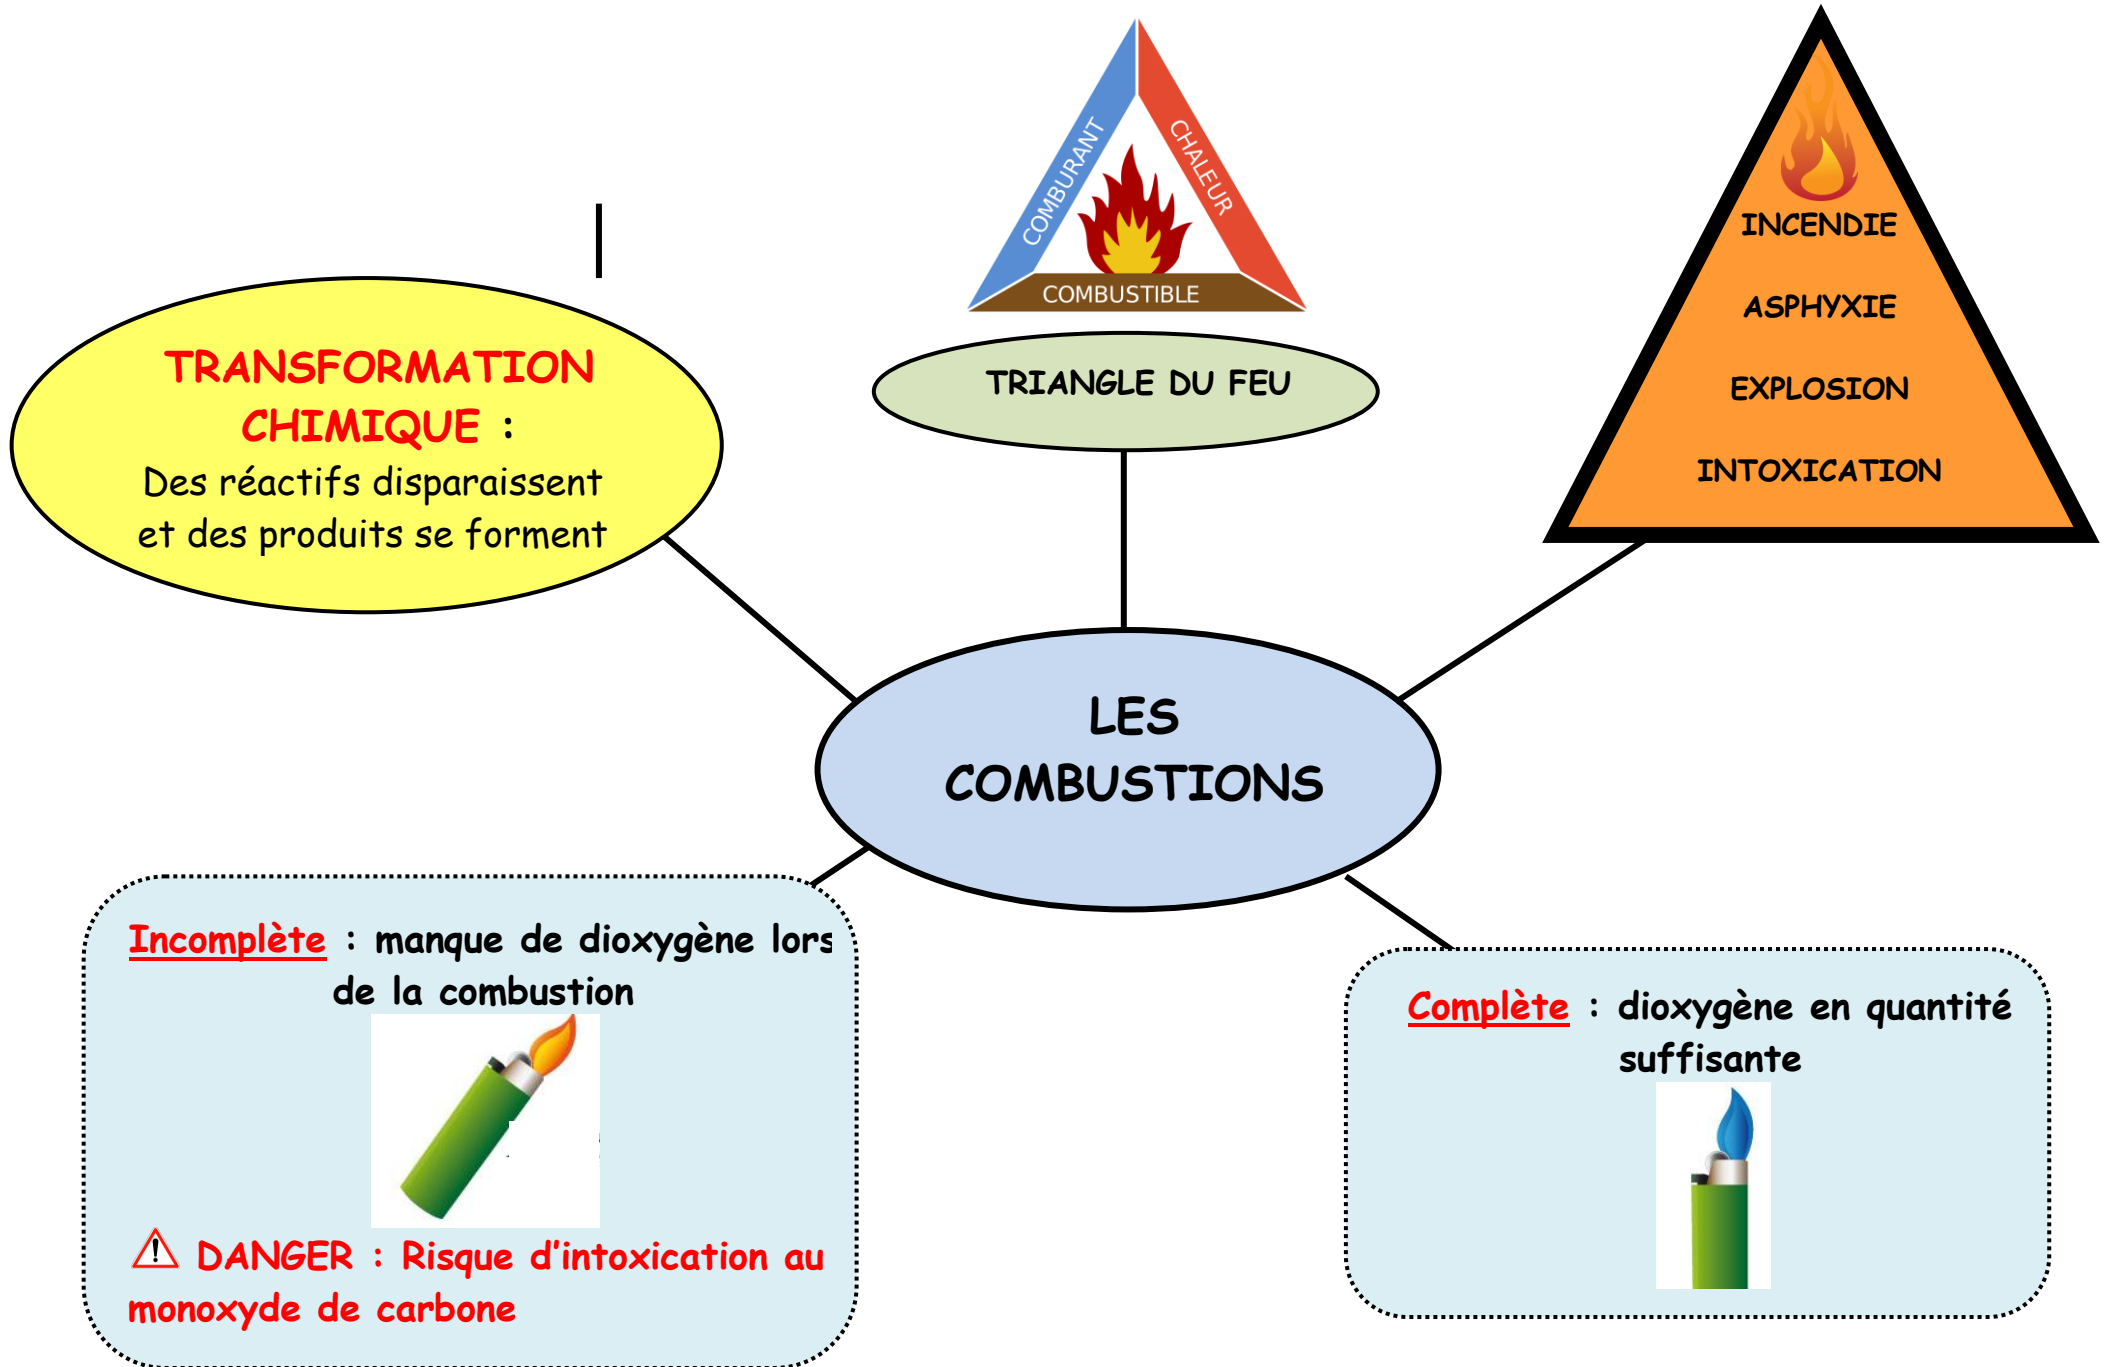 COMBURANT
CHALEUR
COMBUSTIBLE
TRIANGLE DU FEU
INCENDIE
ASPHYXIE
EXPLOSION
INTOXICATION
TRANSFORMATION
CHIMIQUE :
Des réactifs disparaissent
et des produits se forment
LES
COMBUSTIONS
Incomplète : manque de dioxygène lors
de la combustion
DANGER : Risque d'intoxication au
monoxyde de carbone
Complète : dioxygène en quantité
suffisante